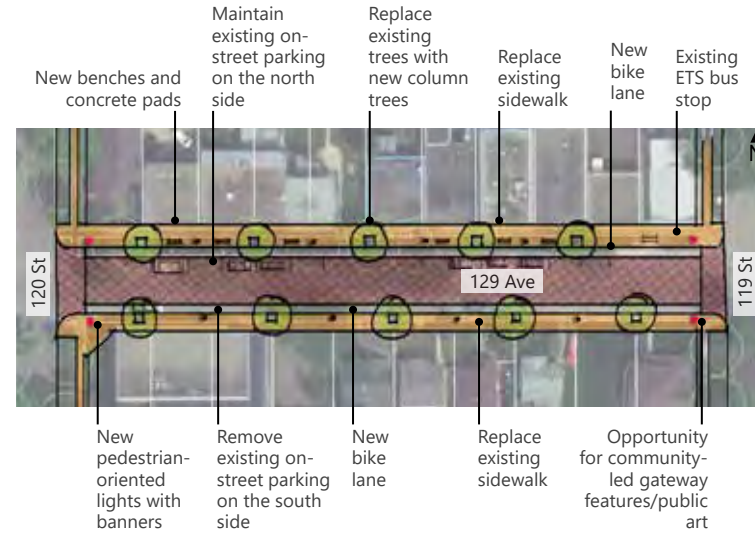 New benches and
concrete pads
Maintain
existing on-
street parking
on the north
side
Replace
existing
trees with
new column
trees
Replace
existing
sidewalk
New
bike
lane
Existing
ETS bus
stop
N
120 St
129 Ave
119 St
New
pedestrian-
oriented
lights with
banners
Remove
existing on-
street parking
on the south
side
New
bike
lane
Replace
existing
sidewalk
Opportunity
for community-
led gateway
features/public
art